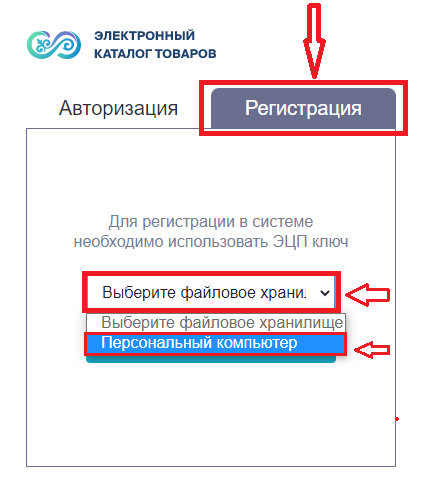 ЭЛЕКТРОННЫЙ
КАТАЛОГ ТОВАРОВ
Авторизация
Регистрация
Для регистрации в системе
необходимо использовать ЭЦП ключ
Выберите файловое хранил
Выберите файловое хранилище
Персональный компьютер